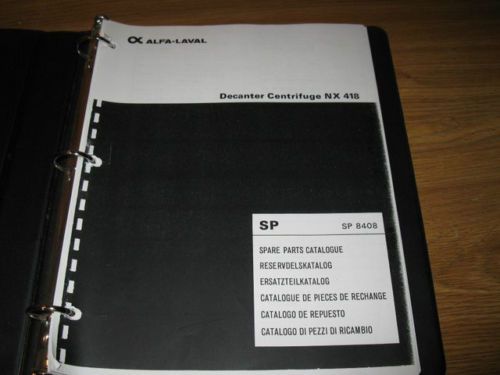 ALFA-LAVAL
Decanter Centrifuge NX 418
SP SP 8408
SPARE PARTS CATALOGUE
RESERVDELSKATALOG
ERSATZTEILKATALOG
CATALOGUE DE PIECES DE RECHANGE
CATALOGO DE REPUESTO
CATALOGO DI PEZZI DI RICAMBIO